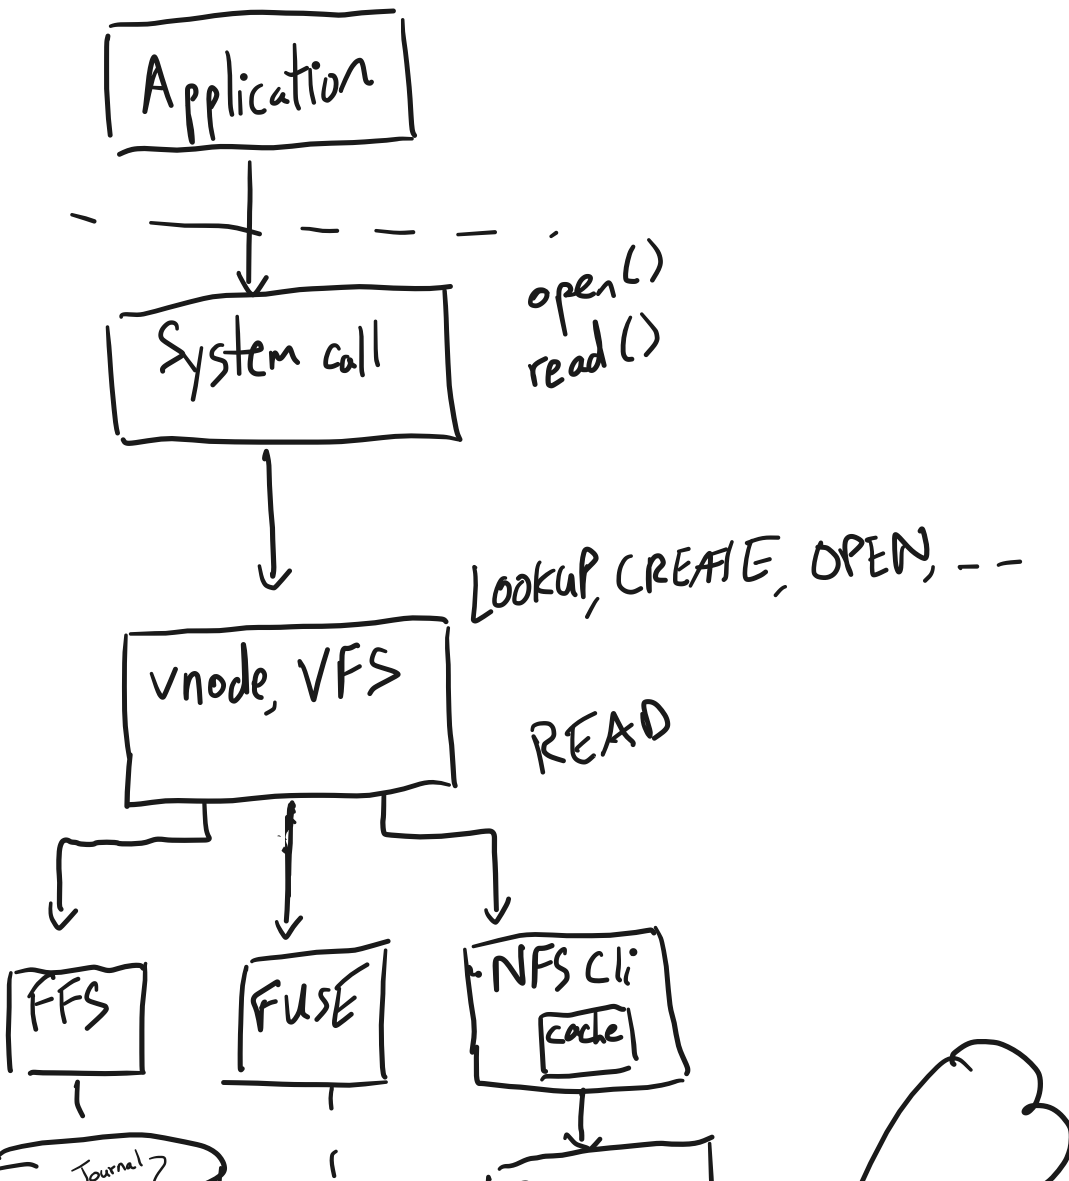 Application
open()
System call
read()
LOOKUP, CREATE, OPEN, ---
vnode, VFS
READ
FFS
FUSE
NFS Cli
cache
Journal?